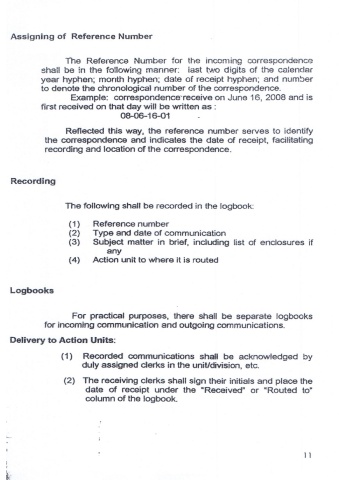 Assigning of Reference Number
The Reference Number for the incoming correspondence
shall be in the following manner: last two digits of the calendar
year hyphen; month hyphen; date of receipt hyphen; and number
to denote the chronological number of the correspondence.
Example: correspondence receive on June 16, 2008 and is
first received on that day will be written as :
08-06-16-01
Reflected this way, the reference number serves to identify
the correspondence and indicates the date of receipt, facilitating
recording and location of the correspondence.
Recording
The following shall be recorded in the logbook:
(1) Reference number
(2) Type and date of communication
(3) Subject matter in brief, including list of enclosures if
any
(4) Action unit to where it is routed
Logbooks
For practical purposes, there shall be separate logbooks
for incoming communication and outgoing communications.
Delivery to Action Units:
(1) Recorded communications shall be acknowledged by
duly assigned clerks in the unit/division, etc.
(2) The receiving clerks shall sign their initials and place the
date of receipt under the "Received" or "Routed to"
column of the logbook.
11